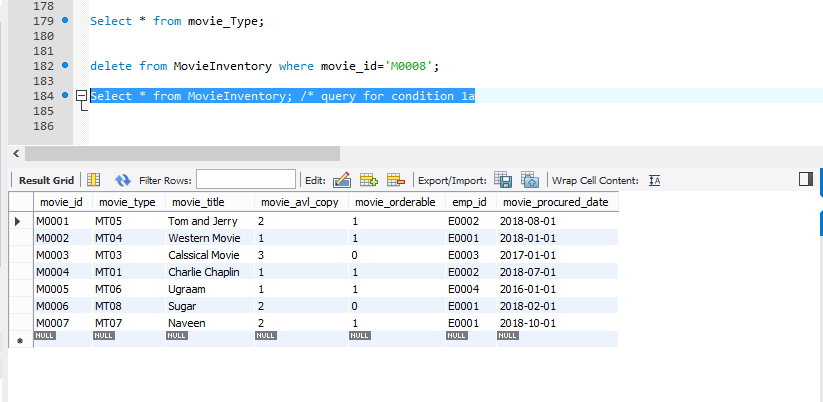 178
179 Select * from movie_Type;
180
181
182 delete from MovieInventory where movie_id='M0008';
183
184 Select * from MovieInventory; /* query for condition 1a
185
186
Result Grid Filter Rows: Edit: Export/Import: Wrap Cell Content: IA
movie_id movie_type movie_title movie_avl_copy movie_orderable emp_id movie_procured_date
M0001 MT05 Tom and Jerry 2 1 E0002 2018-08-01
M0002 MT04 Western Movie 1 1 E0001 2018-01-01
M0003 MT03 Calssical Movie 3 0 E0003 2017-01-01
M0004 MT01 Charlie Chaplin 1 1 E0002 2018-07-01
M0005 MT06 Ugraam 1 1 E0004 2016-01-01
M0006 MT08 Sugar 2 0 E0001 2018-02-01
M0007 MT07 Naveen 2 1 E0001 2018-10-01
NULL NULL NULL NULL NULL NULL NULL